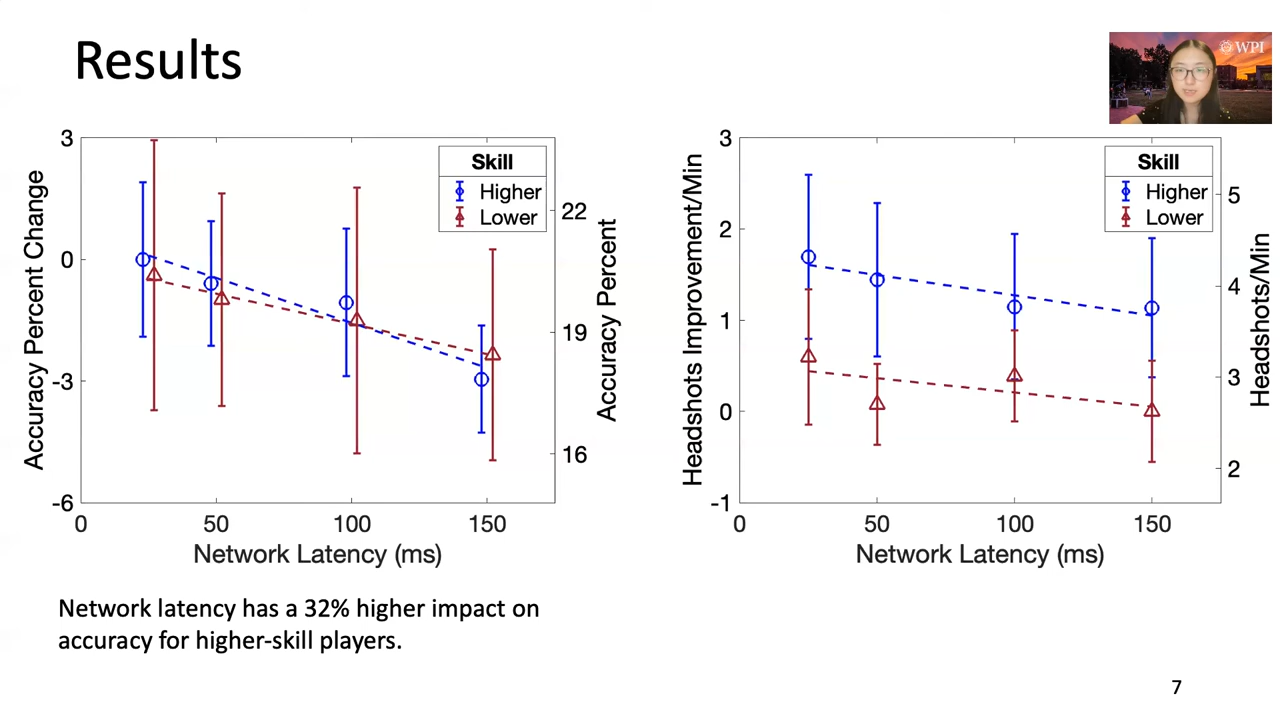 Results
WPI
3
0
-3
-6
Accuracy Percent Change
0
50
100
150
Network Latency (ms)
22
19
16
Accuracy Percent
Skill
Higher
Lower
3
2
1
0
-1
Headshots Improvement/Min
0
50
100
150
Network Latency (ms)
5
4
3
2
Headshots/Min
Skill
Higher
Lower
Network latency has a 32% higher impact on
accuracy for higher-skill players.
7